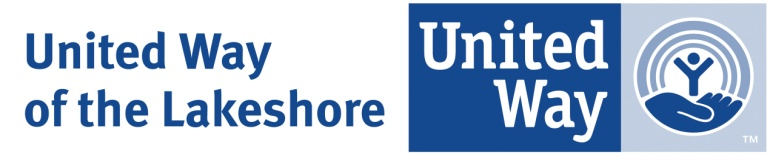 United Way
of the Lakeshore
United
Way
TM